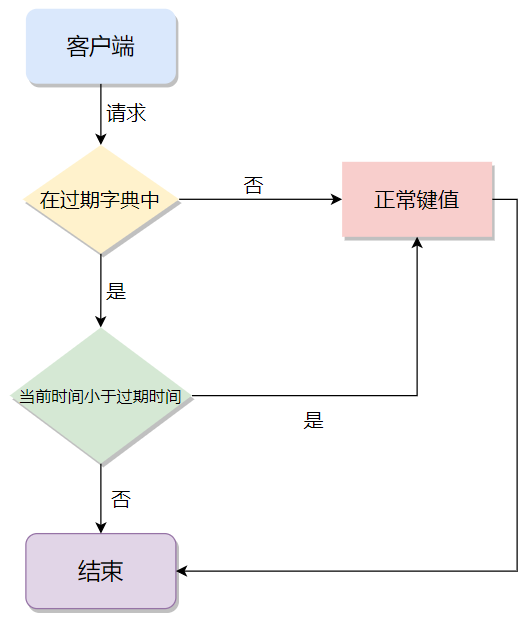 客户端
请求
在过期字典中
否
正常键值
是
当前时间小于过期时间
是
否
结束